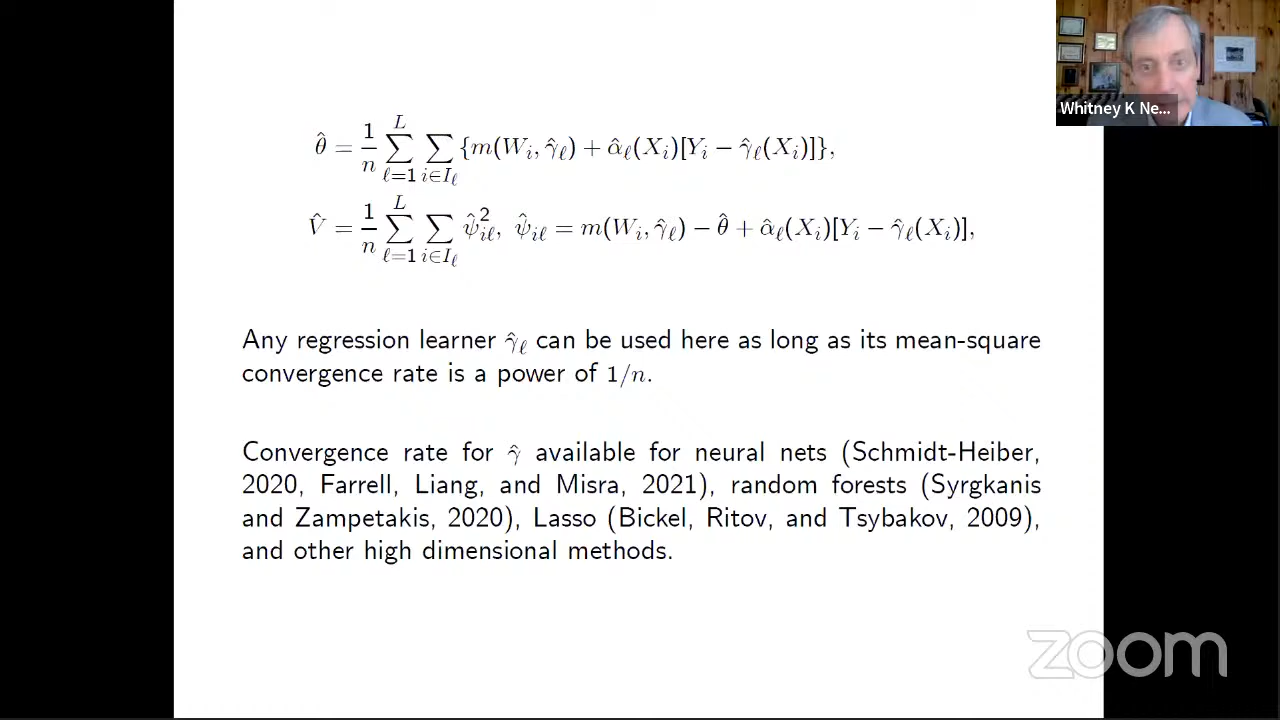 θ̂ = 1/n ∑_{ℓ=1}^{L} ∑_{i∈I_ℓ} {m(W_i, γ̂_ℓ) + α̂_ℓ(X_i)[Y_i − γ̂_ℓ(X_i)]},
V̂ = 1/n ∑_{ℓ=1}^{L} ∑_{i∈I_ℓ} ψ̂²_{iℓ}, ψ̂_{iℓ} = m(W_i, γ̂_ℓ) − θ̂ + α̂_ℓ(X_i)[Y_i − γ̂_ℓ(X_i)],
Any regression learner γ̂_ℓ can be used here as long as its mean-square
convergence rate is a power of 1/n.
Convergence rate for γ̂ available for neural nets (Schmidt-Heiber,
2020, Farrell, Liang, and Misra, 2021), random forests (Syrgkanis
and Zampetakis, 2020), Lasso (Bickel, Ritov, and Tsybakov, 2009),
and other high dimensional methods.
Whitney K Ne...
zoom